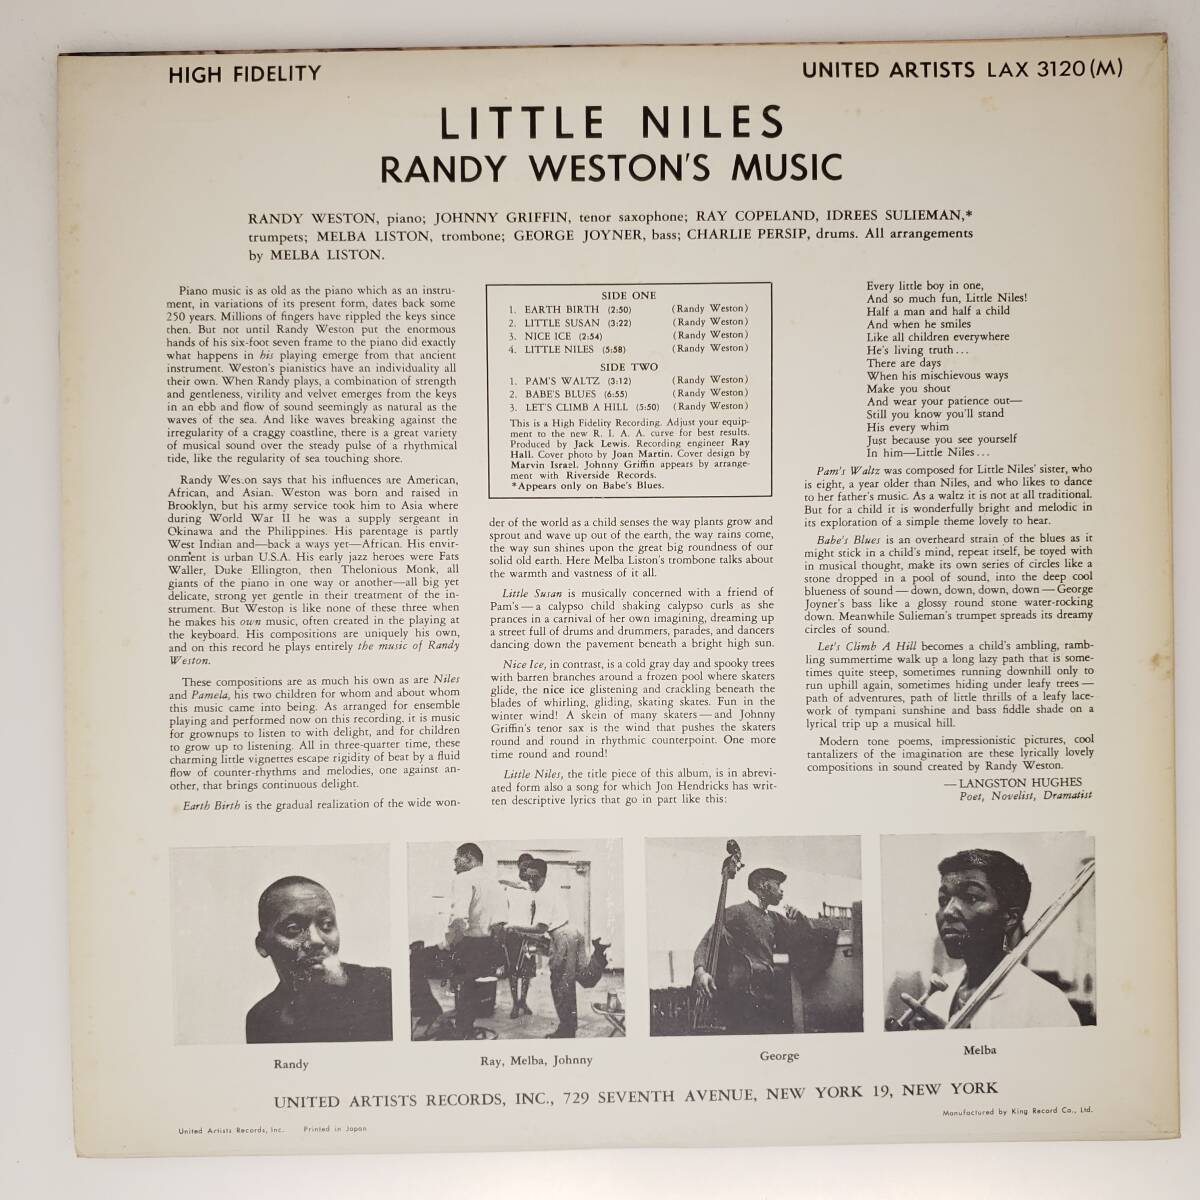 HIGH FIDELITY
UNITED ARTISTS LAX 3120 (M)
LITTLE NILES
RANDY WESTON'S MUSIC
RANDY WESTON, piano; JOHNNY GRIFFIN, tenor saxophone; RAY COPELAND, IDREES SULIEMAN,*
trumpets; MELBA LISTON, trombone; GEORGE JOYNER, bass; CHARLIE PERSIP, drums. All arrangements
by MELBA LISTON.
Piano music is as old as the piano which as an instru-
ment, in variations of its present form, dates back some
250 years. Millions of fingers have rippled the keys since
then. But not until Randy Weston put the enormous
hands of his six-foot seven frame to the piano did exactly
what happens in his playing emerge from that ancient
instrument. Weston's pianistics have an individuality all
their own. When Randy plays, a combination of strength
and gentleness, virility and velvet emerges from the keys
in an ebb and flow of sound seemingly as natural as the
waves of the sea. And like waves breaking against the
irregularity of a craggy coastline, there is a great variety
of musical sound over the steady pulse of a rhythmical
tide, like the regularity of sea touching shore.
Randy Wes.on says that his influences are American,
African, and Asian. Weston was born and raised in
Brooklyn, but his army service took him to Asia where
during World War II he was a supply sergeant in
Okinawa and the Philippines. His parentage is partly
West Indian and—back a ways yet—African. His envir-
onment is urban U.S.A. His early jazz heroes were Fats
Waller, Duke Ellington, then Thelonious Monk, all
giants of the piano in one way or another—all big yet
delicate, strong yet gentle in their treatment of the in-
strument. But Weston is like none of these three when
he makes his own music, often created in the playing at
the keyboard. His compositions are uniquely his own,
and on this record he plays entirely the music of Randy
Weston.
These compositions are as much his own as are Niles
and Pamela, his two children for whom and about whom
this music came into being. As arranged for ensemble
playing and performed now on this recording, it is music
for grownups to listen to with delight, and for children
to grow up to listening. All in three-quarter time, these
charming little vignettes escape rigidity of beat by a fluid
flow of counter-rhythms and melodies, one against an-
other, that brings continuous delight.
Earth Birth is the gradual realization of the wide won-
SIDE ONE
1. EARTH BIRTH (2:50) (Randy Weston)
2. LITTLE SUSAN (3:22) (Randy Weston)
3. NICE ICE (2:54) (Randy Weston)
4. LITTLE NILES (5:58) (Randy Weston)
SIDE TWO
1. PAM'S WALTZ (3:12) (Randy Weston)
2. BABE'S BLUES (6:55) (Randy Weston)
3. LET'S CLIMB A HILL (5:50) (Randy Weston)
This is a High Fidelity Recording. Adjust your equip-
ment to the new R. I. A. A. curve for best results.
Produced by Jack Lewis. Recording engineer Ray
Hall. Cover photo by Joan Martin. Cover design by
Marvin Israel. Johnny Griffin appears by arrange-
ment with Riverside Records.
*Appears only on Babe's Blues.
der of the world as a child senses the way plants grow and
sprout and wave up out of the earth, the way rains come,
the way sun shines upon the great big roundness of our
solid old earth. Here Melba Liston's trombone talks about
the warmth and vastness of it all.
Little Susan is musically concerned with a friend of
Pam's—a calypso child shaking calypso curls as she
prances in a carnival of her own imagining, dreaming up
a street full of drums and drummers, parades, and dancers
dancing down the pavement beneath a bright high sun.
Nice Ice, in contrast, is a cold gray day and spooky trees
with barren branches around a frozen pool where skaters
glide, the nice ice glistening and crackling beneath the
blades of whirling, gliding, skating skates. Fun in the
winter wind! A skein of many skaters—and Johnny
Griffin's tenor sax is the wind that pushes the skaters
round and round in rhythmic counterpoint. One more
time round and round!
Little Niles, the title piece of this album, is in abrevi-
ated form also a song for which Jon Hendricks has writ-
ten descriptive lyrics that go in part like this:
Every little boy in one,
And so much fun, Little Niles!
Half a man and half a child
And when he smiles
Like all children everywhere
He's living truth...
There are days
When his mischievous ways
Make you shout
And wear your patience out—
Still you know you'll stand
His every whim
Just because you see yourself
In him—Little Niles...
Pam's Waltz was composed for Little Niles' sister, who
is eight, a year older than Niles, and who likes to dance
to her father's music. As a waltz it is not at all traditional.
But for a child it is wonderfully bright and melodic in
its exploration of a simple theme lovely to hear.
Babe's Blues is an overheard strain of the blues as it
might stick in a child's mind, repeat itself, be toyed with
in musical thought, make its own series of circles like a
stone dropped in a pool of sound, into the deep cool
blueness of sound—down, down, down, down—George
Joyner's bass like a glossy round stone water-rocking
down. Meanwhile Sulieman's trumpet spreads its dreamy
circles of sound.
Let's Climb A Hill becomes a child's ambling, ramb-
ling summertime walk up a long lazy path that is some-
times quite steep, sometimes running downhill only to
run uphill again, sometimes hiding under leafy trees—
path of adventures, path of little thrills of a leafy lace-
work of tympani sunshine and bass fiddle shade on a
lyrical trip up a musical hill.
Modern tone poems, impressionistic pictures, cool
tantalizers of the imagination are these lyrically lovely
compositions in sound created by Randy Weston.
—LANGSTON HUGHES
Poet, Novelist, Dramatist
Randy
Ray, Melba, Johnny
George
Melba
UNITED ARTISTS RECORDS, INC., 729 SEVENTH AVENUE, NEW YORK 19, NEW YORK
Manufactured by King Record Co., Ltd.
United Artists Records, Inc. Printed in Japan